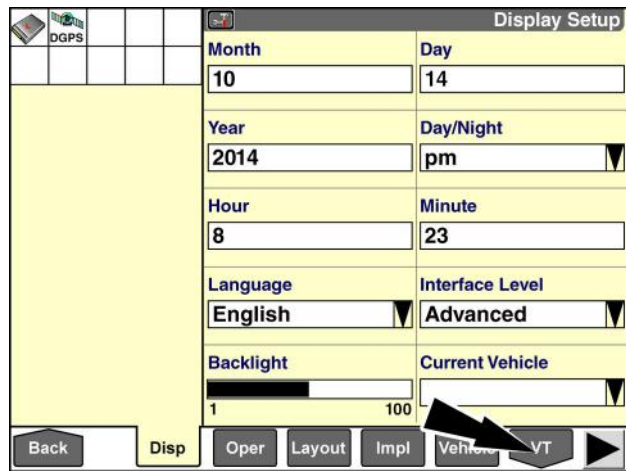 DGPS
Display Setup
Month
Day
10
14
Year
Day/Night
2014
pm
Hour
Minute
8
23
Language
Interface Level
English
Advanced
Backlight
Current Vehicle
1 100
Back Disp Oper Layout Impl Vehicle VT